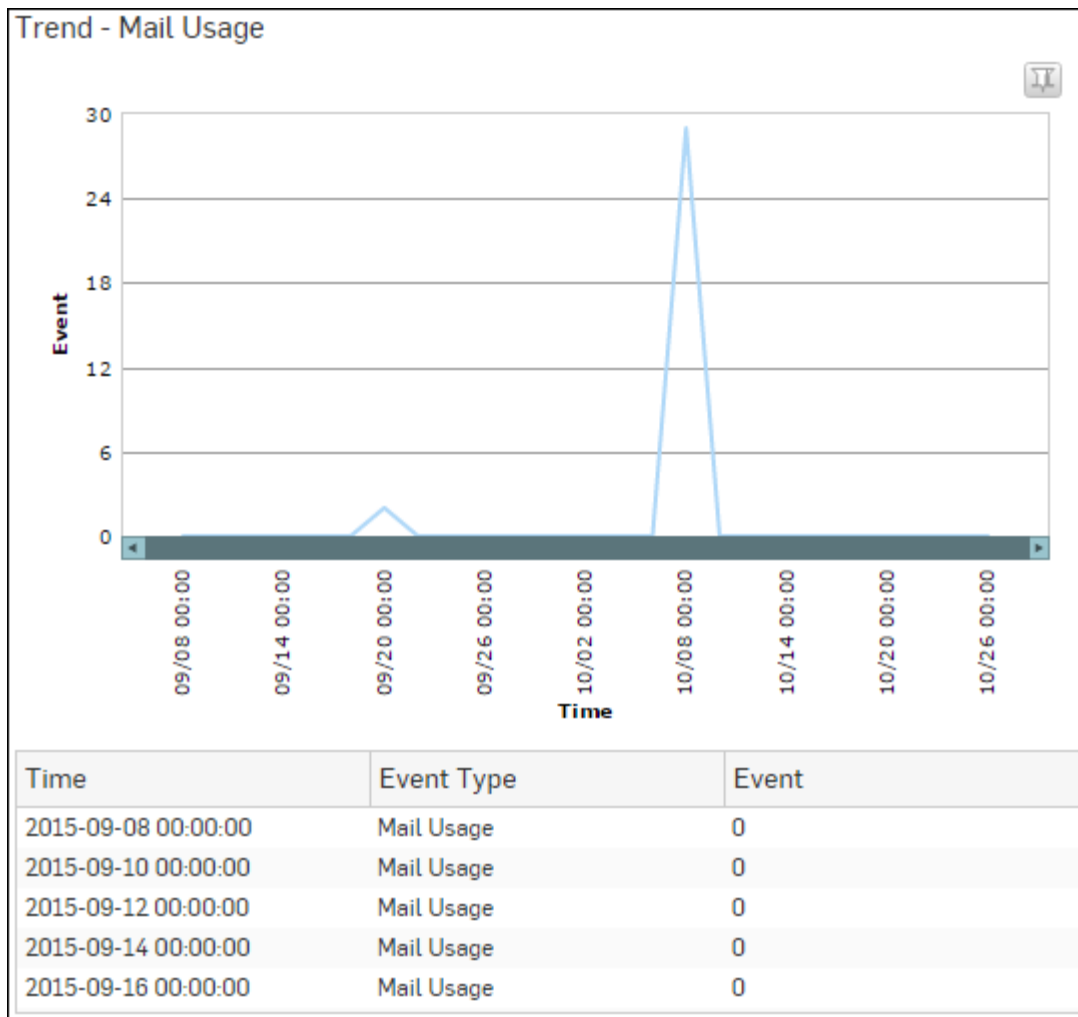 Trend - Mail Usage
30
24
18
12
6
0
Event
09/08 00:00
09/14 00:00
09/20 00:00
09/26 00:00
10/02 00:00
10/08 00:00
10/14 00:00
10/20 00:00
10/26 00:00
Time
Time Event Type Event
2015-09-08 00:00:00 Mail Usage 0
2015-09-10 00:00:00 Mail Usage 0
2015-09-12 00:00:00 Mail Usage 0
2015-09-14 00:00:00 Mail Usage 0
2015-09-16 00:00:00 Mail Usage 0